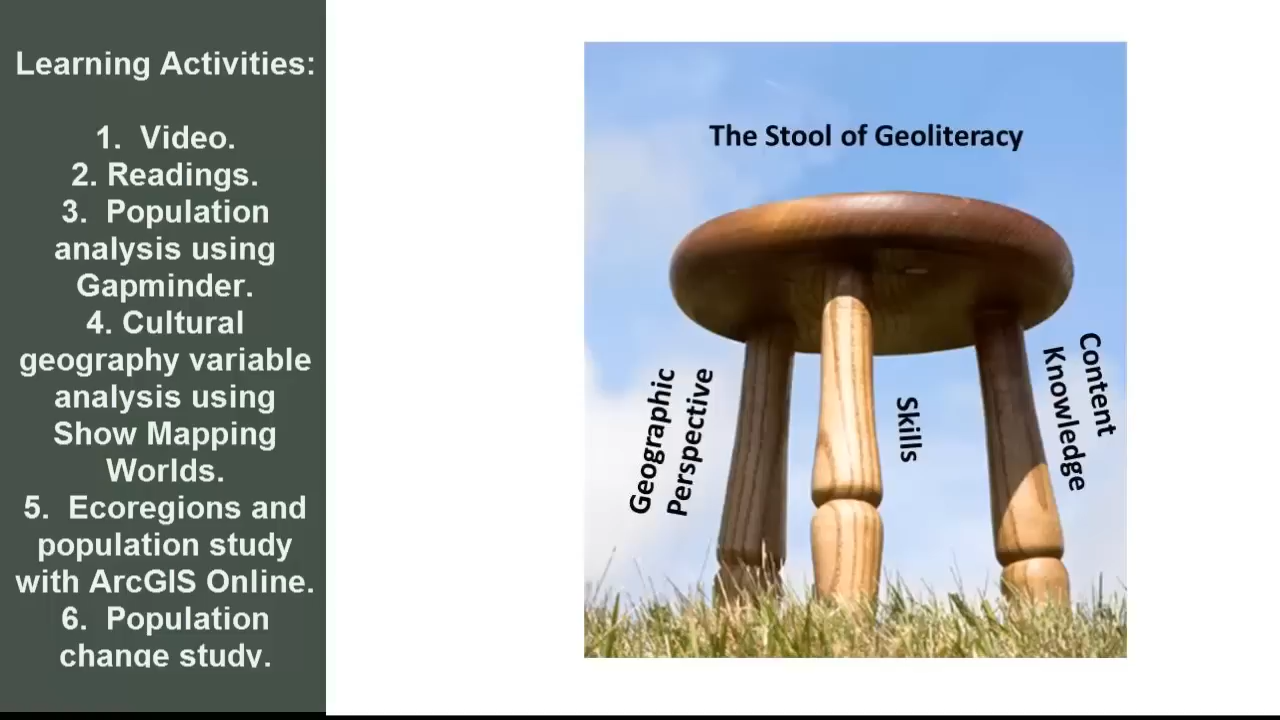 Learning Activities:
1. Video.
2. Readings.
3. Population
analysis using
Gapminder.
4. Cultural
geography variable
analysis using
Show Mapping
Worlds.
5. Ecoregions and
population study
with ArcGIS Online.
6. Population
change study.
The Stool of Geoliteracy
Geographic
Perspective
Skills
Content
Knowledge